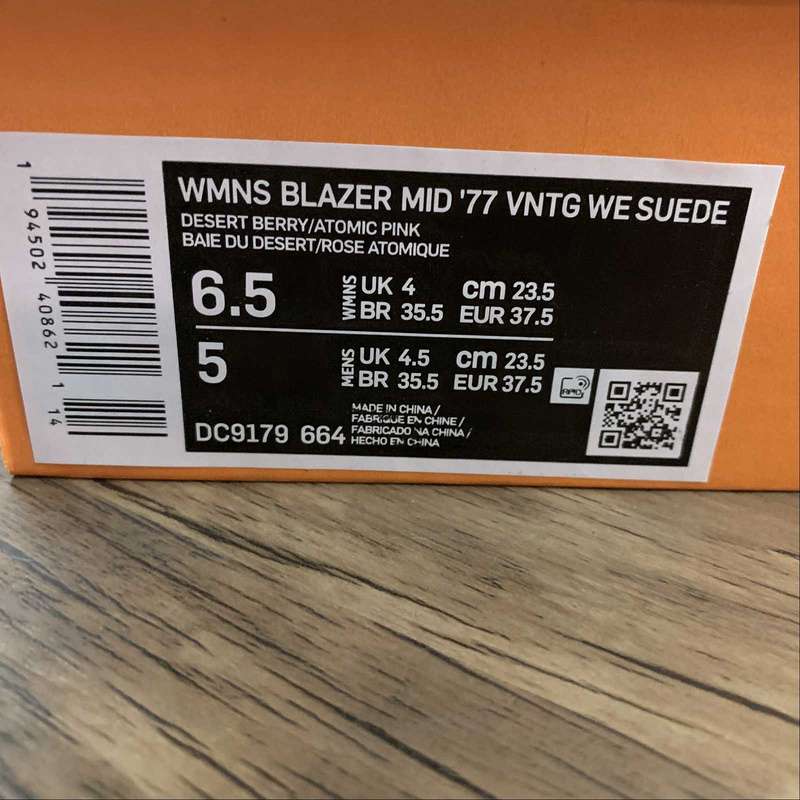 1 94502 40862 1 14
WMNS BLAZER MID '77 VNTG WE SUEDE
DESERT BERRY/ATOMIC PINK
BAIE DU DESERT/ROSE ATOMIQUE
6.5 WMNS UK 4 cm 23.5
BR 35.5 EUR 37.5
5 MENS UK 4.5 cm 23.5
BR 35.5 EUR 37.5
RFID
DC9179 664
MADE IN CHINA /
FABRIQUE EN CHINE /
FABRICADO NA CHINA /
HECHO EN CHINA